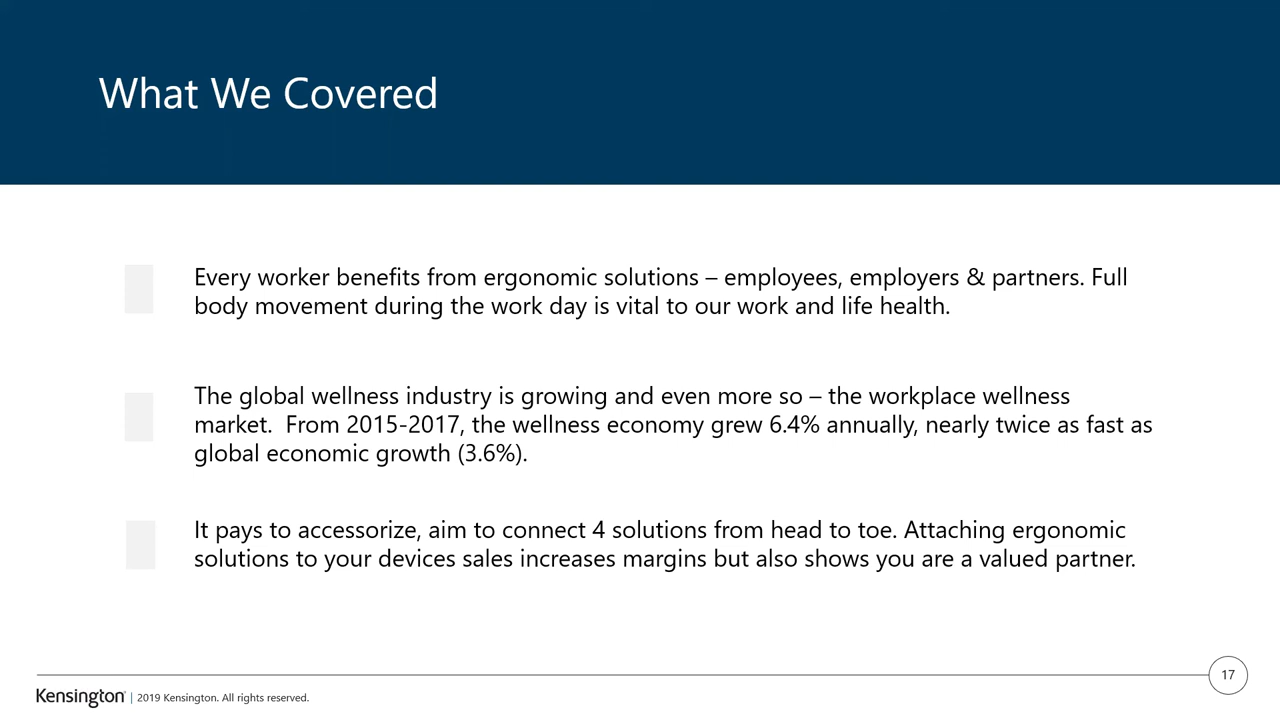 What We Covered
Every worker benefits from ergonomic solutions – employees, employers & partners. Full
body movement during the work day is vital to our work and life health.
The global wellness industry is growing and even more so – the workplace wellness
market.  From 2015-2017, the wellness economy grew 6.4% annually, nearly twice as fast as
global economic growth (3.6%).
It pays to accessorize, aim to connect 4 solutions from head to toe. Attaching ergonomic
solutions to your devices sales increases margins but also shows you are a valued partner.
Kensington | 2019 Kensington. All rights reserved.
17